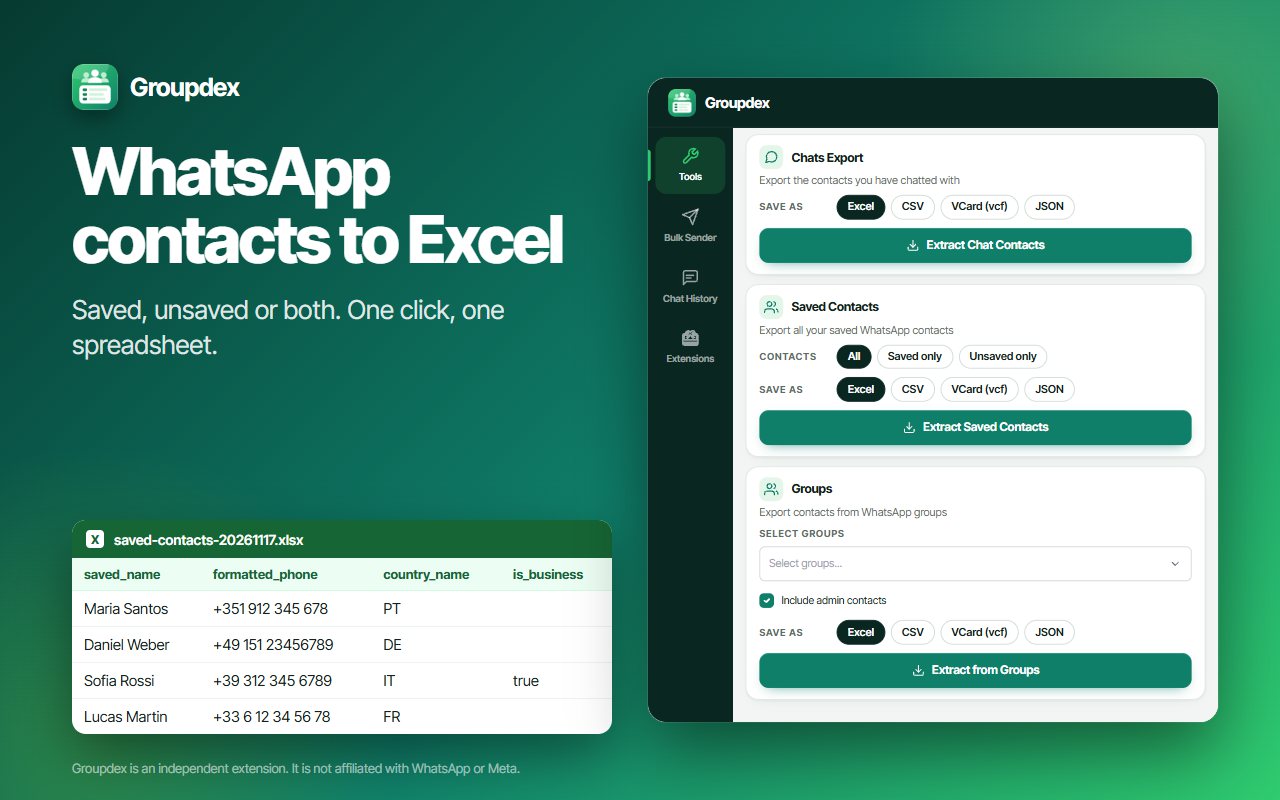 Groupdex
WhatsApp
contacts to Excel
Saved, unsaved or both. One click, one
spreadsheet.
X saved-contacts-20261117.xlsx
saved_name formatted_phone country_name is_business
Maria Santos +351 912 345 678 PT
Daniel Weber +49 151 23456789 DE
Sofia Rossi +39 312 345 6789 IT true
Lucas Martin +33 6 12 34 56 78 FR
Groupdex is an independent extension. It is not affiliated with WhatsApp or Meta.
Groupdex
Tools
Bulk Sender
Chat History
Extensions
Chats Export
Export the contacts you have chatted with
SAVE AS Excel CSV VCard (vcf) JSON
Extract Chat Contacts
Saved Contacts
Export all your saved WhatsApp contacts
CONTACTS All Saved only Unsaved only
SAVE AS Excel CSV VCard (vcf) JSON
Extract Saved Contacts
Groups
Export contacts from WhatsApp groups
SELECT GROUPS
Select groups...
Include admin contacts
SAVE AS Excel CSV VCard (vcf) JSON
Extract from Groups